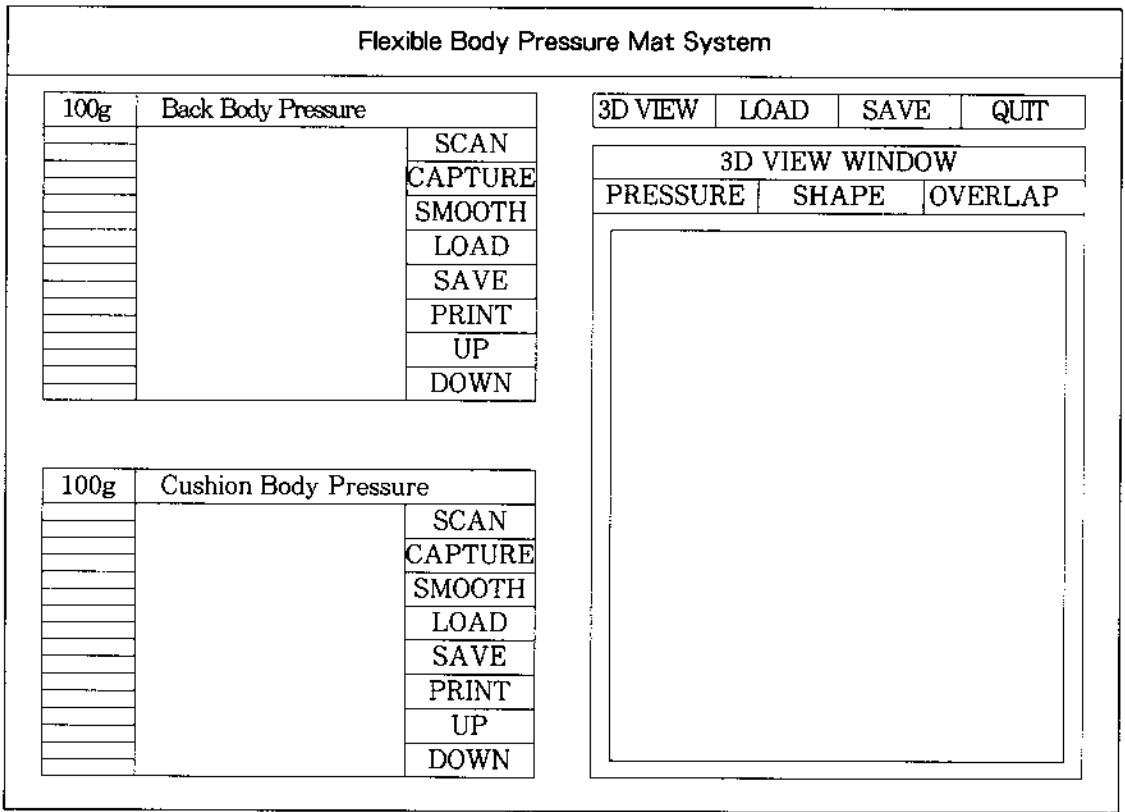 Flexible Body Pressure Mat System
100g Back Body Pressure
SCAN
CAPTURE
SMOOTH
LOAD
SAVE
PRINT
UP
DOWN
100g Cushion Body Pressure
SCAN
CAPTURE
SMOOTH
LOAD
SAVE
PRINT
UP
DOWN
3D VIEW LOAD SAVE QUIT
3D VIEW WINDOW
PRESSURE SHAPE OVERLAP